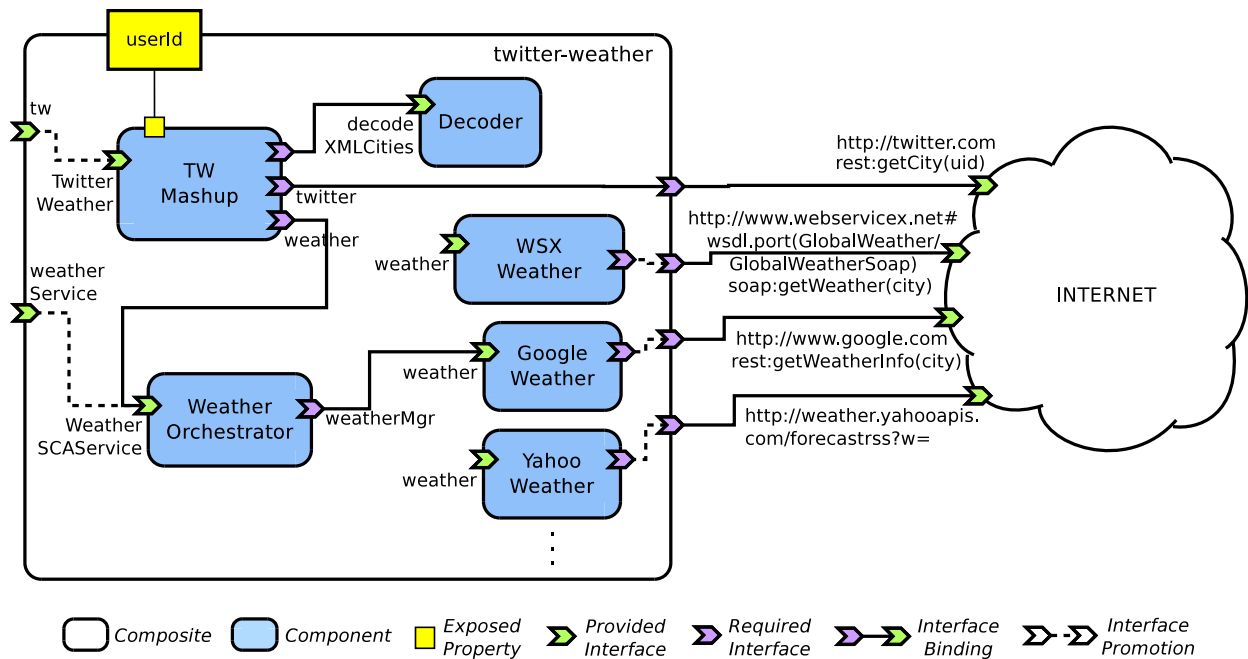 userId
twitter-weather
tw
decode
XMLCities
Decoder
TW
Mashup
Twitter
Weather
twitter
weather
http://twitter.com
rest:getCity(uid)
weather
Service
WSX
Weather
weather
http://www.webservicex.net#
wsdl.port(GlobalWeather/
GlobalWeatherSoap)
soap:getWeather(city)
INTERNET
Google
Weather
weather
http://www.google.com
rest:getWeatherInfo(city)
Weather
Orchestrator
weatherMgr
Weather
SCAService
http://weather.yahooapis.
com/forecastrss?w=
Yahoo
Weather
weather
Composite
Component
Exposed
Property
Provided
Interface
Required
Interface
Interface
Binding
Interface
Promotion